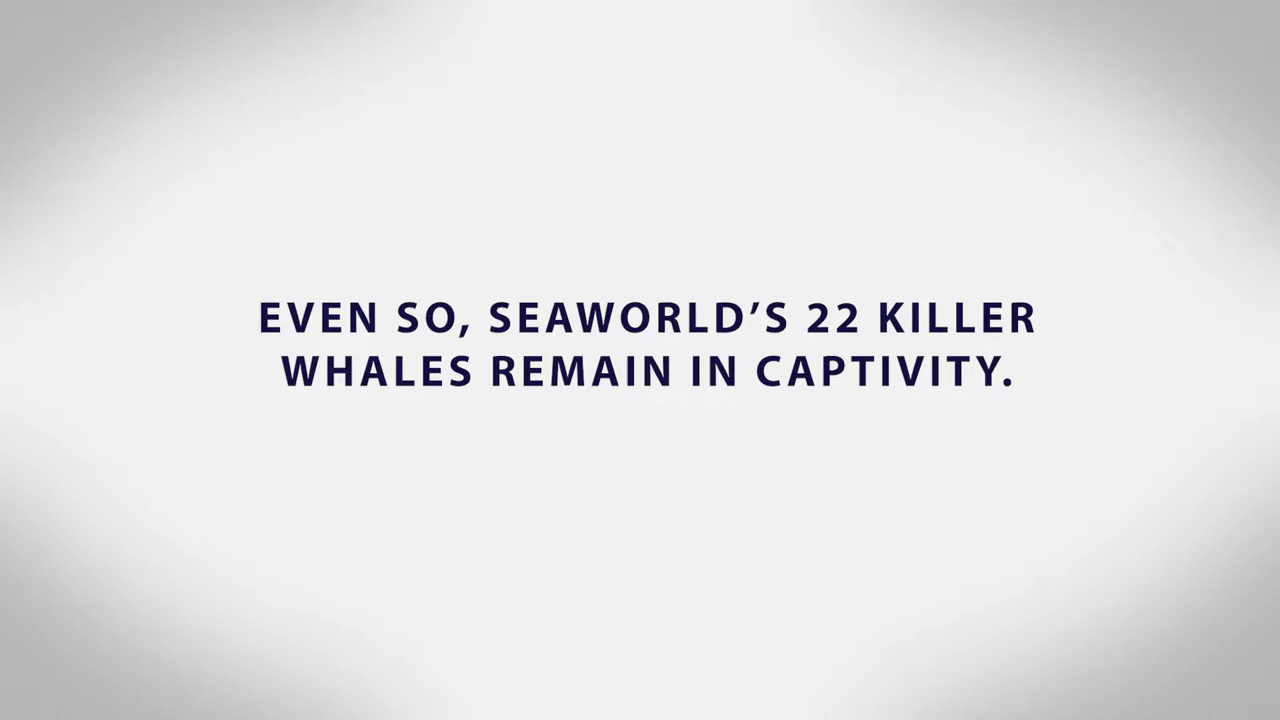 EVEN SO, SEAWORLD’S 22 KILLER
WHALES REMAIN IN CAPTIVITY.